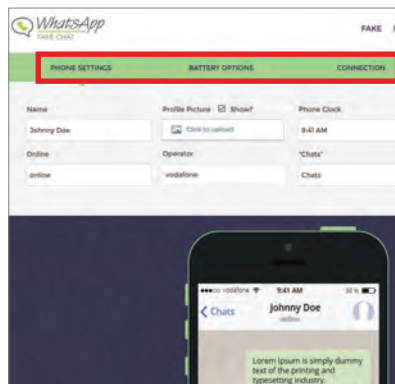 WhatsApp
FAKE CHAT
FAKE
PHONE SETTINGS BATTERY OPTIONS CONNECTION
Name Profile Picture Show? Phone Clock
Johnny Doe Click to upload 9:41 AM
Online Operator "Chats"
online vodafone Chats
vodafone 9:41 AM 50 %
Chats Johnny Doe
online
Lorem Ipsum is simply dummy
text of the printing and
typesetting industry.